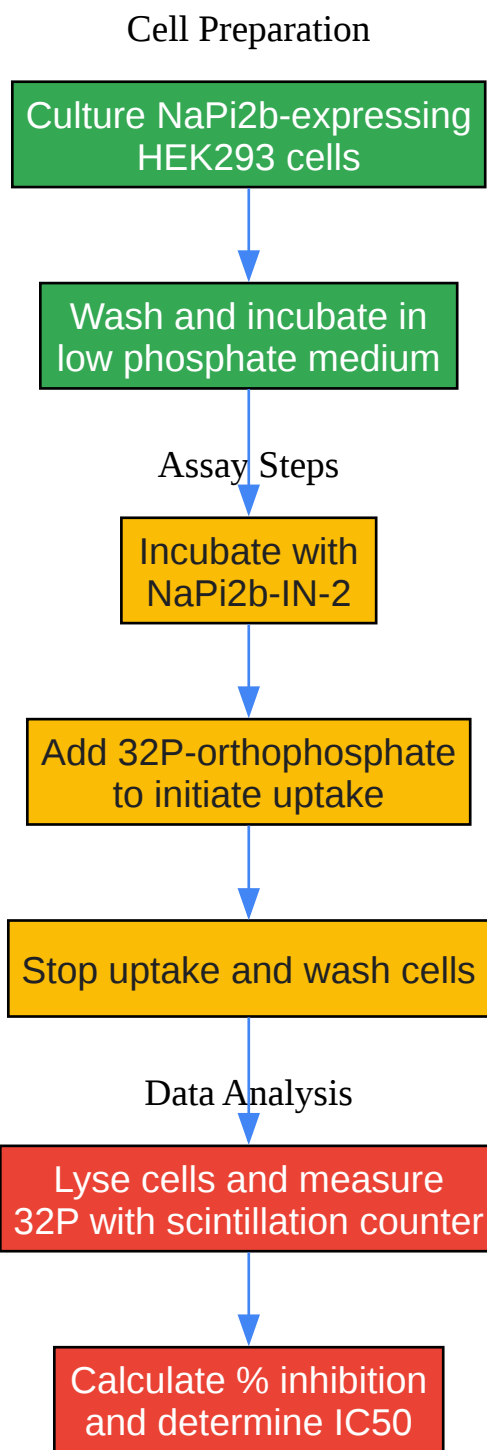 Cell Preparation
Culture NaPi2b-expressing
HEK293 cells
Wash and incubate in
low phosphate medium
Assay Steps
Incubate with
NaPi2b-IN-2
Add 32P-orthophosphate
to initiate uptake
Stop uptake and wash cells
Data Analysis
Lyse cells and measure
32P with scintillation counter
Calculate % inhibition
and determine IC50